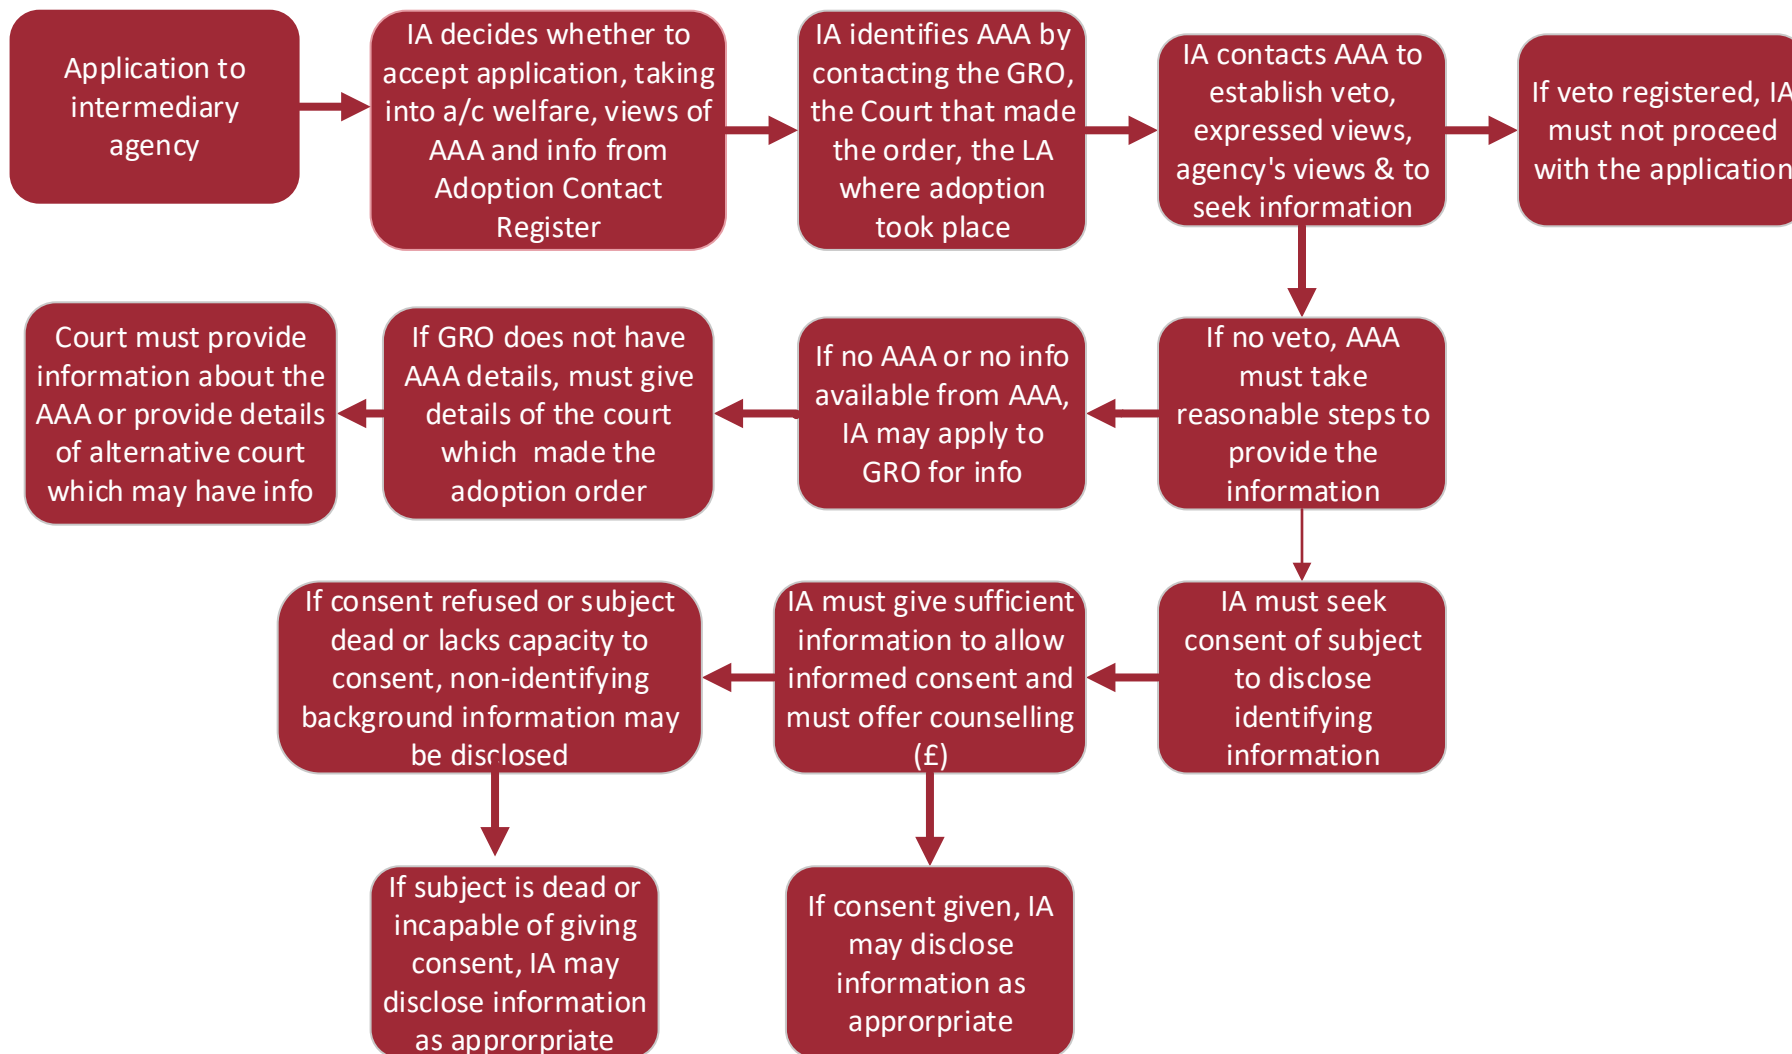 Application to
intermediary
agency
IA decides whether to
accept application, taking
into a/c welfare, views of
AAA and info from
Adoption Contact
Register
IA identifies AAA by
contacting the GRO,
the Court that made
the order, the LA
where adoption
took place
IA contacts AAA to
establish veto,
expressed views,
agency's views & to
seek information
If veto registered, IA
must not proceed
with the application
Court must provide
information about the
AAA or provide details
of alternative court
which may have info
If GRO does not have
AAA details, must give
details of the court
which made the
adoption order
If no AAA or no info
available from AAA,
IA may apply to
GRO for info
If no veto, AAA
must take
reasonable steps to
provide the
information
If consent refused or subject
dead or lacks capacity to
consent, non-identifying
background information may
be disclosed
IA must give sufficient
information to allow
informed consent and
must offer counselling
(£)
IA must seek
consent of subject
to disclose
identifying
information
If subject is dead or
incapable of giving
consent, IA may
disclose information
as approrpriate
If consent given, IA
may disclose
information as
approrpriate